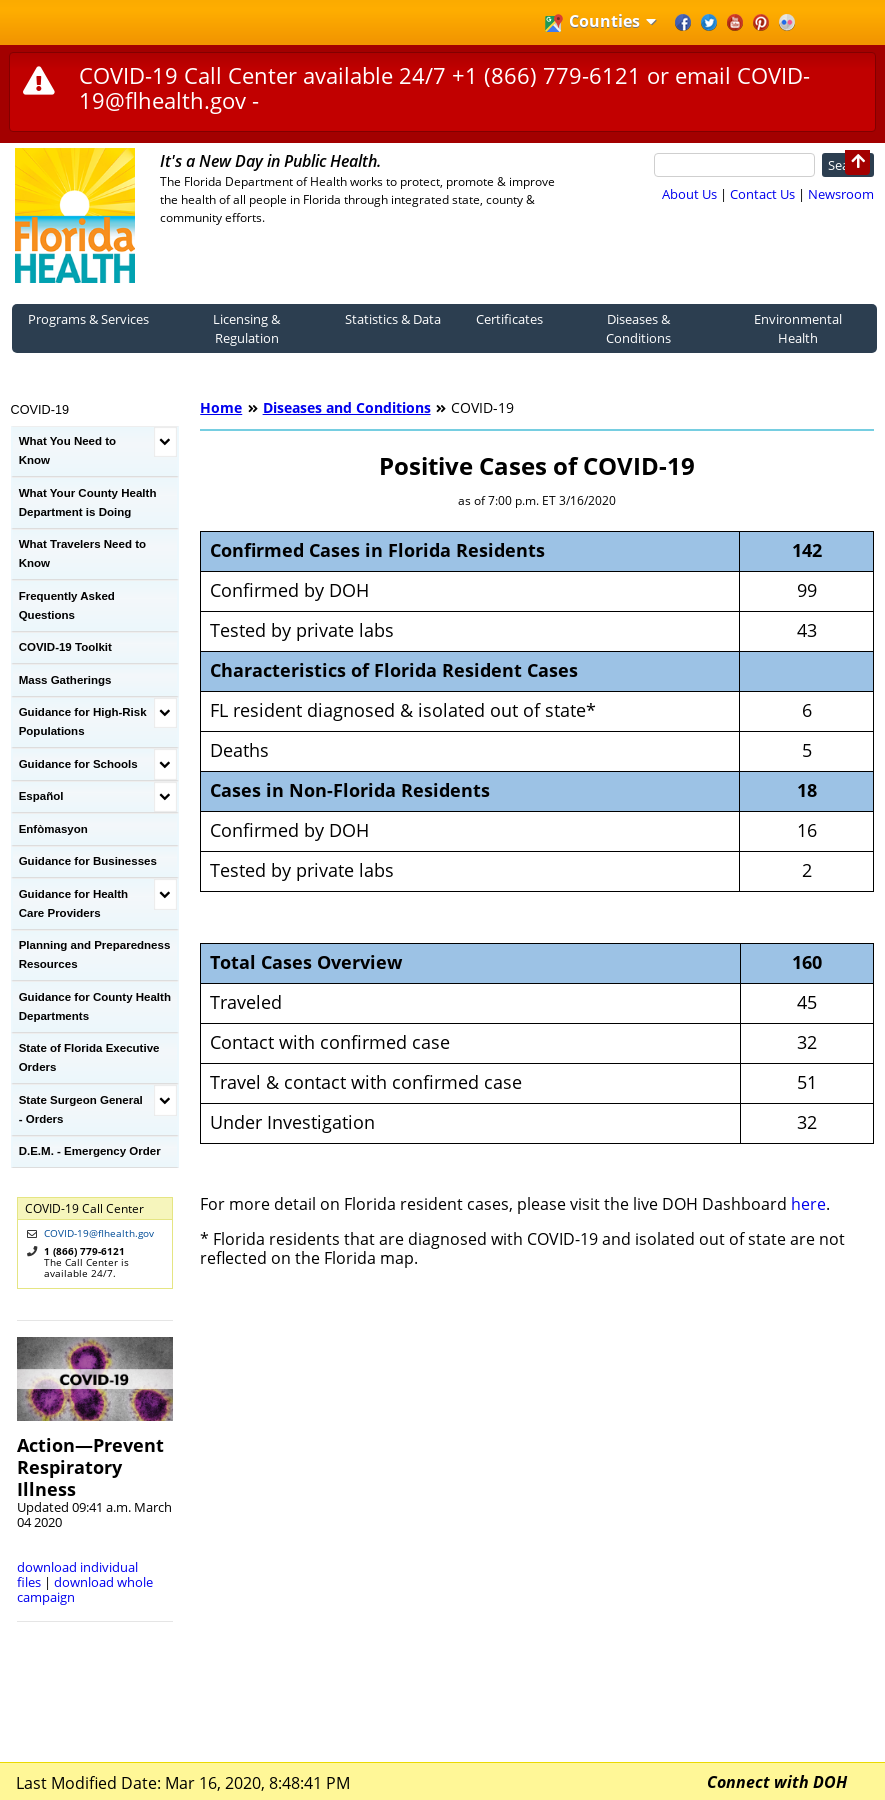 Counties
COVID-19 Call Center available 24/7 +1 (866) 779-6121 or email COVID-
19@flhealth.gov -
Florida
HEALTH
It's a New Day in Public Health.
The Florida Department of Health works to protect, promote & improve
the health of all people in Florida through integrated state, county &
community efforts.
About Us | Contact Us | Newsroom
Programs & Services
Licensing &
Regulation
Statistics & Data
Certificates
Diseases &
Conditions
Environmental
Health
COVID-19
What You Need to
Know
What Your County Health
Department is Doing
What Travelers Need to
Know
Frequently Asked
Questions
COVID-19 Toolkit
Mass Gatherings
Guidance for High-Risk
Populations
Guidance for Schools
Español
Enfòmasyon
Guidance for Businesses
Guidance for Health
Care Providers
Planning and Preparedness
Resources
Guidance for County Health
Departments
State of Florida Executive
Orders
State Surgeon General
- Orders
D.E.M. - Emergency Order
COVID-19 Call Center
COVID-19@flhealth.gov
1 (866) 779-6121
The Call Center is
available 24/7.
COVID-19
Action—Prevent
Respiratory
Illness
Updated 09:41 a.m. March
04 2020
download individual
files | download whole
campaign
Home » Diseases and Conditions » COVID-19
Positive Cases of COVID-19
as of 7:00 p.m. ET 3/16/2020
Confirmed Cases in Florida Residents 142
Confirmed by DOH 99
Tested by private labs 43
Characteristics of Florida Resident Cases
FL resident diagnosed & isolated out of state* 6
Deaths 5
Cases in Non-Florida Residents 18
Confirmed by DOH 16
Tested by private labs 2
Total Cases Overview 160
Traveled 45
Contact with confirmed case 32
Travel & contact with confirmed case 51
Under Investigation 32
For more detail on Florida resident cases, please visit the live DOH Dashboard here.
* Florida residents that are diagnosed with COVID-19 and isolated out of state are not
reflected on the Florida map.
Last Modified Date: Mar 16, 2020, 8:48:41 PM
Connect with DOH